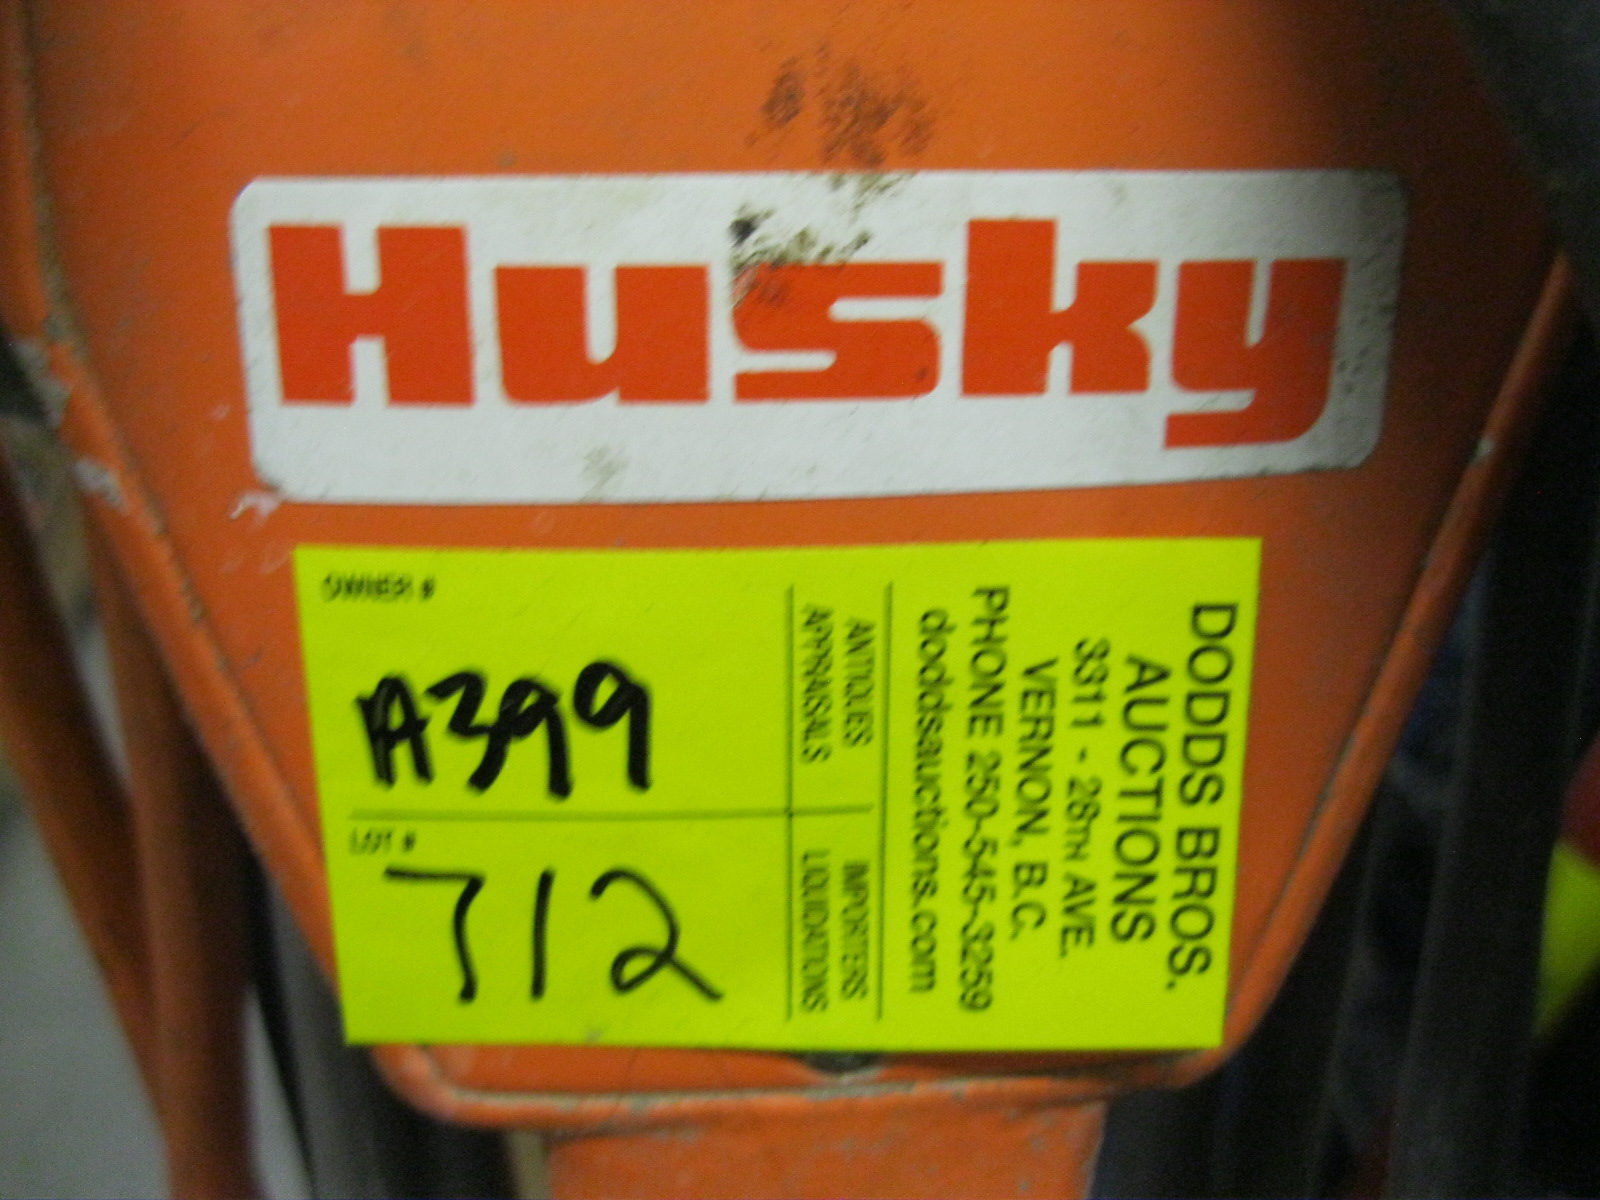 Husky
OWNER #
A399
LOT #
712
DODDS BROS.
AUCTIONS
3311 - 28TH AVE.
VERNON, B.C.
PHONE 250-545-3259
doddsauctions.com
ANTIQUES
APPRAISALS
IMPORTERS
LIQUIDATIONS